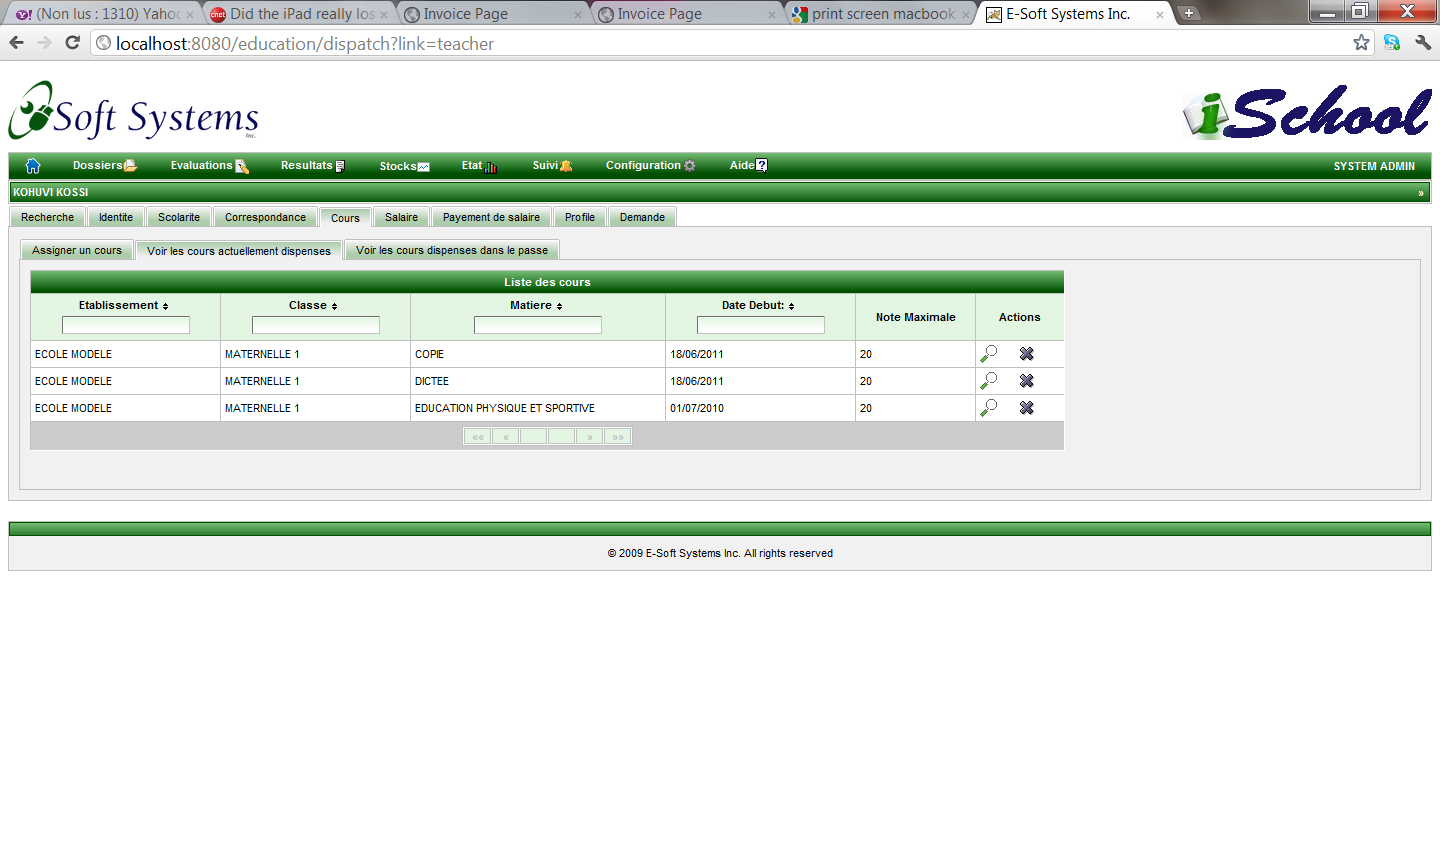 (Non lus : 1310) Yahoo
Did the iPad really los
Invoice Page
Invoice Page
print screen macbook
E-Soft Systems Inc.
localhost:8080/education/dispatch?link=teacher
Soft Systems
Inc.
iSchool
Dossiers Evaluations Resultats Stocks Etat Suivi Configuration Aide SYSTEM ADMIN
KOHUVI KOSSI »
Recherche Identite Scolarite Correspondance Cours Salaire Payement de salaire Profile Demande
Assigner un cours Voir les cours actuellement dispenses Voir les cours dispenses dans le passe
Liste des cours
Etablissement Classe Matiere Date Debut: Note Maximale Actions
ECOLE MODELE MATERNELLE 1 COPIE 18/06/2011 20
ECOLE MODELE MATERNELLE 1 DICTEE 18/06/2011 20
ECOLE MODELE MATERNELLE 1 EDUCATION PHYSIQUE ET SPORTIVE 01/07/2010 20
«« « » »»
© 2009 E-Soft Systems Inc. All rights reserved